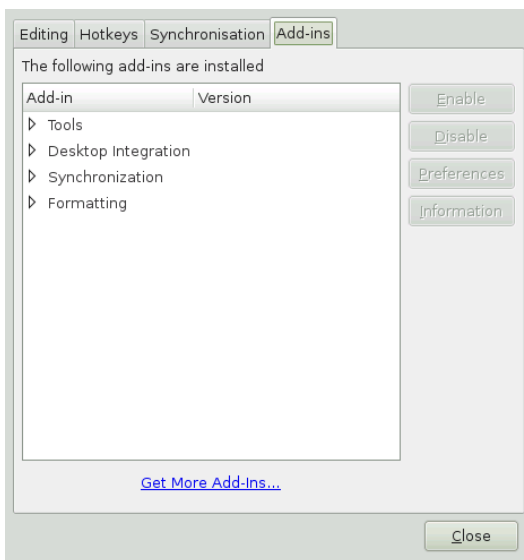 Editing Hotkeys Synchronisation Add-ins
The following add-ins are installed
Add-in Version
Enable
Tools
Disable
Desktop Integration
Synchronization
Preferences
Formatting
Information
Get More Add-Ins...
Close